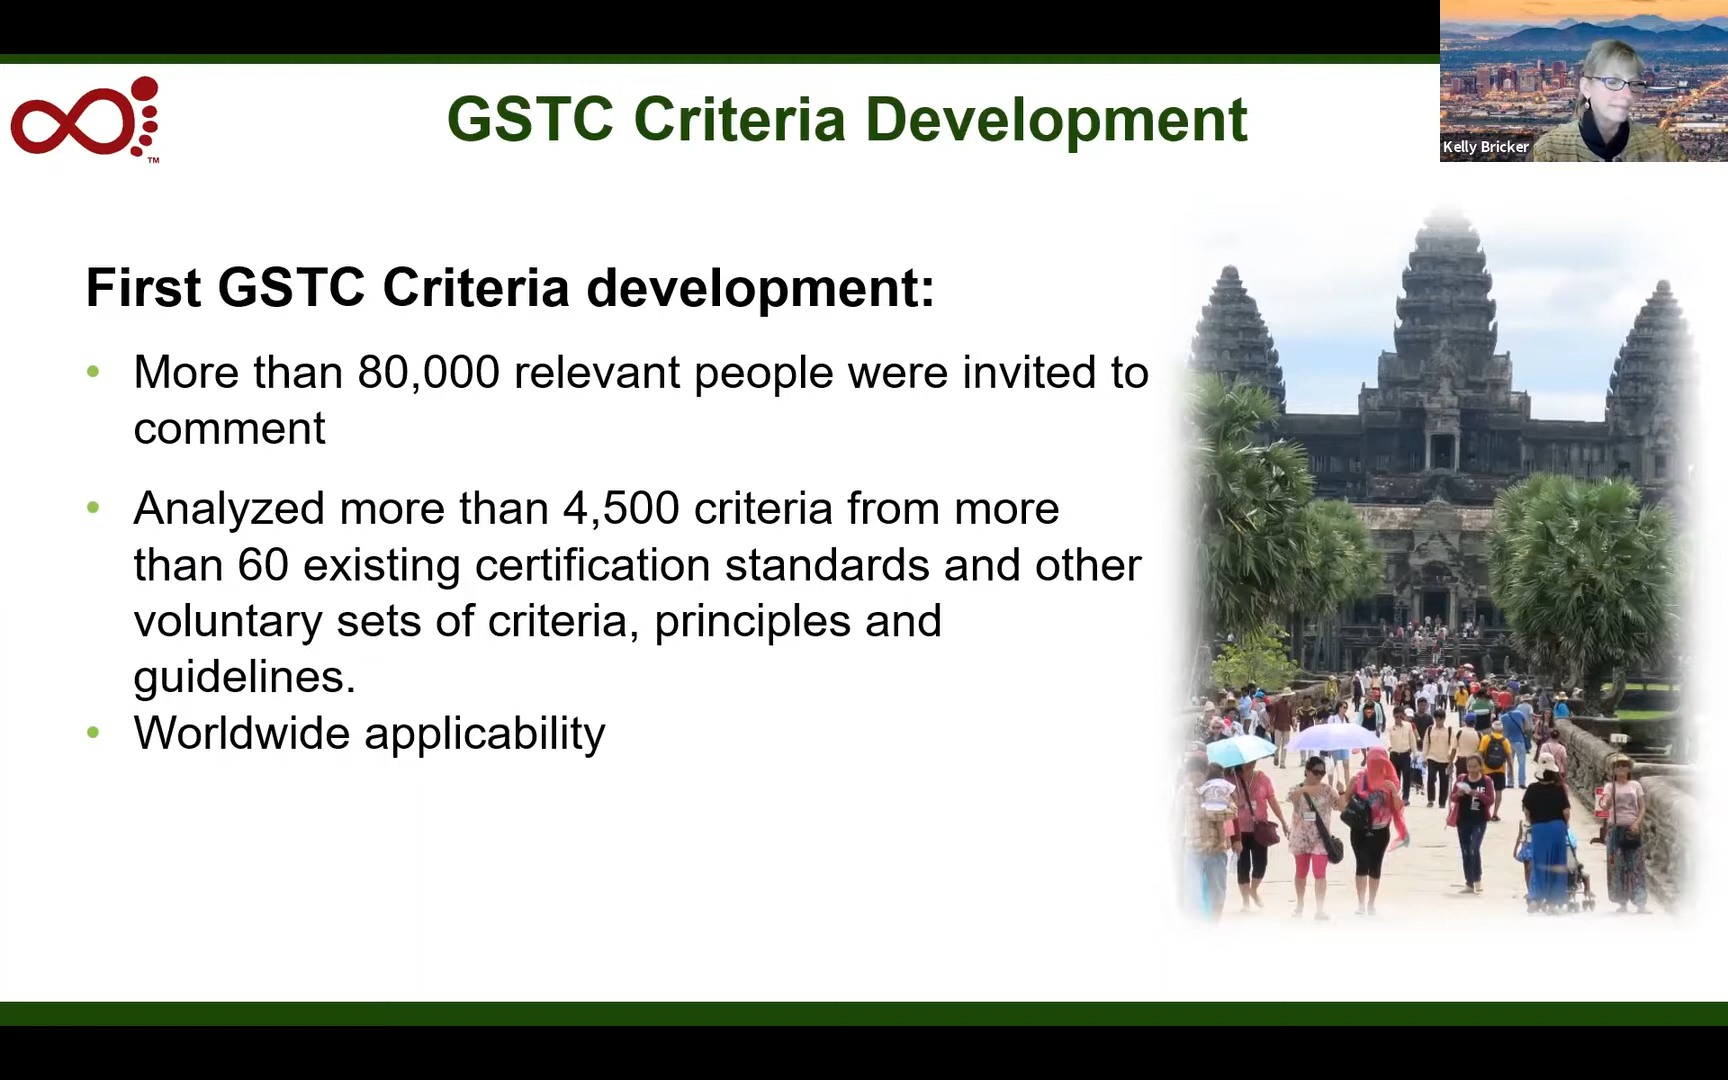 GSTC Criteria Development
TM
Kelly Bricker
First GSTC Criteria development:
• More than 80,000 relevant people were invited to
comment
• Analyzed more than 4,500 criteria from more
than 60 existing certification standards and other
voluntary sets of criteria, principles and
guidelines.
• Worldwide applicability